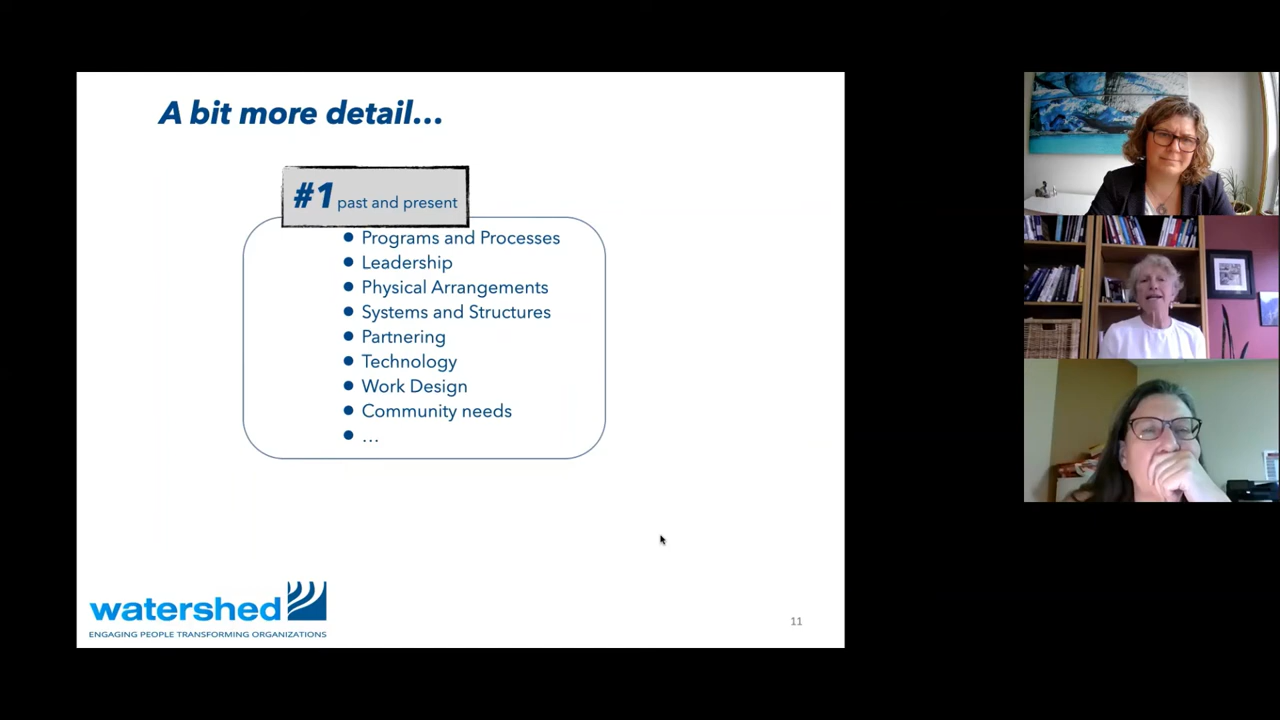 A bit more detail...
#1 past and present
● Programs and Processes
● Leadership
● Physical Arrangements
● Systems and Structures
● Partnering
● Technology
● Work Design
● Community needs
● ...
watershed
ENGAGING PEOPLE TRANSFORMING ORGANIZATIONS
11